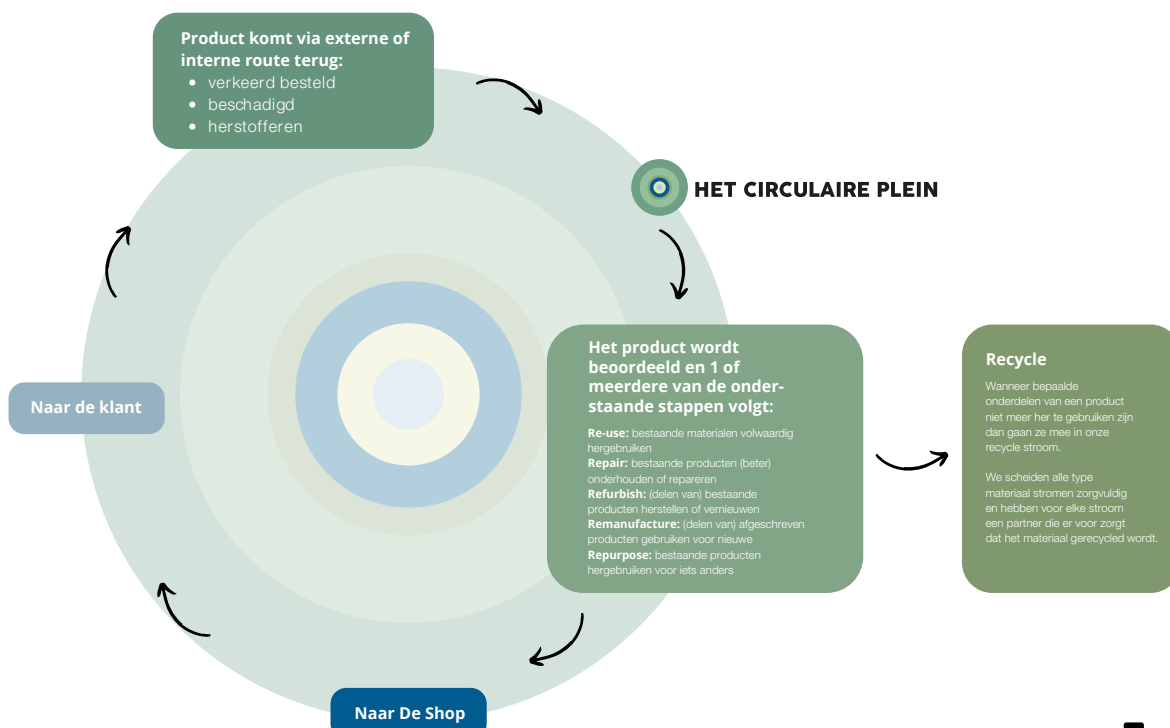 Product komt via externe of
interne route terug:
• verkeerd besteld
• beschadigd
• herstofferen
HET CIRCULAIRE PLEIN
Het product wordt
beoordeeld en 1 of
meerdere van de onder-
staande stappen volgt:
Re-use: bestaande materialen volwaardig
hergebruiken
Repair: bestaande producten (beter)
onderhouden of repareren
Refurbish: (delen van) bestaande
producten herstellen of vernieuwen
Remanufacture: (delen van) afgeschreven
producten gebruiken voor nieuwe
Repurpose: bestaande producten
hergebruiken voor iets anders
Recycle
Wanneer bepaalde
onderdelen van een product
niet meer her te gebruiken zijn
dan gaan ze mee in onze
recycle stroom.
We scheiden alle type
materiaal stromen zorgvuldig
en hebben voor elke stroom
een partner die er voor zorgt
dat het materiaal gerecycled wordt.
Naar de klant
Naar De Shop